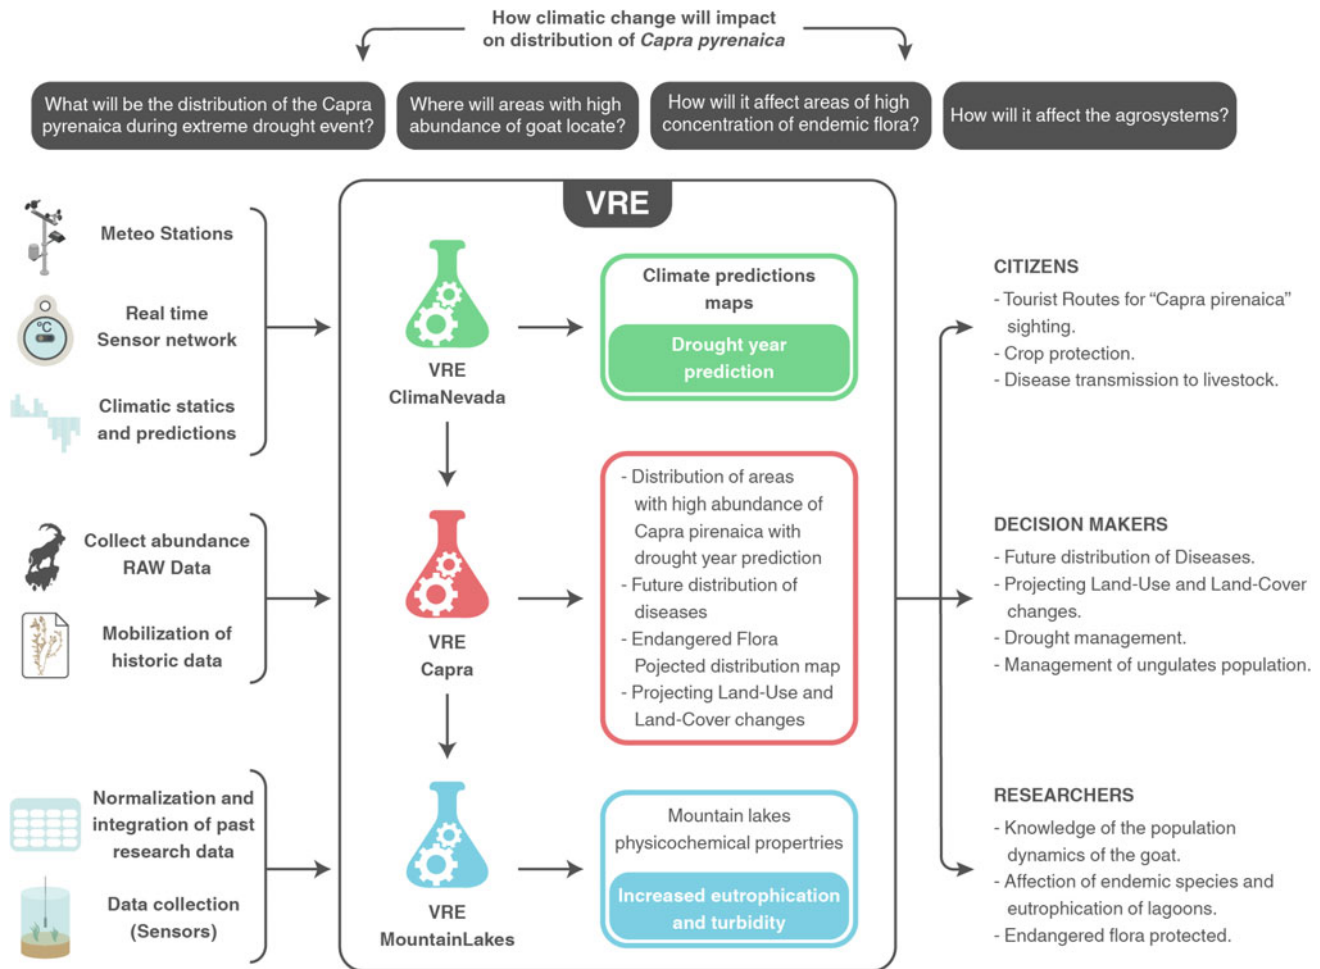 How climatic change will impact
on distribution of Capra pyrenaica
What will be the distribution of the Capra
pyrenaica during extreme drought event?
Where will areas with high
abundance of goat locate?
How will it affect areas of high
concentration of endemic flora?
How will it affect the agrosystems?
VRE
Meteo Stations
Real time
Sensor network
°C
Climatic statics
and predictions
Collect abundance
RAW Data
Mobilization of
historic data
Normalization and
integration of past
research data
Data collection
(Sensors)
VRE
ClimaNevada
VRE
Capra
VRE
MountainLakes
Climate predictions
maps
Drought year
prediction
- Distribution of areas
with high abundance of
Capra pirenaica with
drought year prediction
- Future distribution of
diseases
- Endangered Flora
Pojected distribution map
- Projecting Land-Use and
Land-Cover changes
Mountain lakes
physicochemical propertries
Increased eutrophication
and turbidity
CITIZENS
- Tourist Routes for “Capra pirenaica”
sighting.
- Crop protection.
- Disease transmission to livestock.
DECISION MAKERS
- Future distribution of Diseases.
- Projecting Land-Use and Land-Cover
changes.
- Drought management.
- Management of ungulates population.
RESEARCHERS
- Knowledge of the population
dynamics of the goat.
- Affection of endemic species and
eutrophication of lagoons.
- Endangered flora protected.